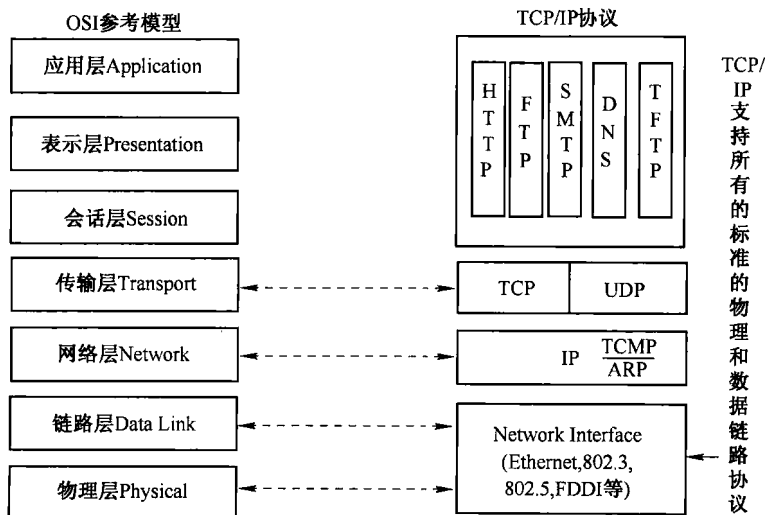 OSI参考模型
应用层Application
表示层Presentation
会话层Session
传输层Transport
网络层Network
链路层Data Link
物理层Physical
TCP/IP协议
HTTP
FTP
SMTP
DNS
TFTP
TCP
UDP
IP
TCMP
ARP
Network Interface
(Ethernet,802.3,
802.5,FDDI等)
TCP/
IP
支持所有的标准的物理和数据链路协议